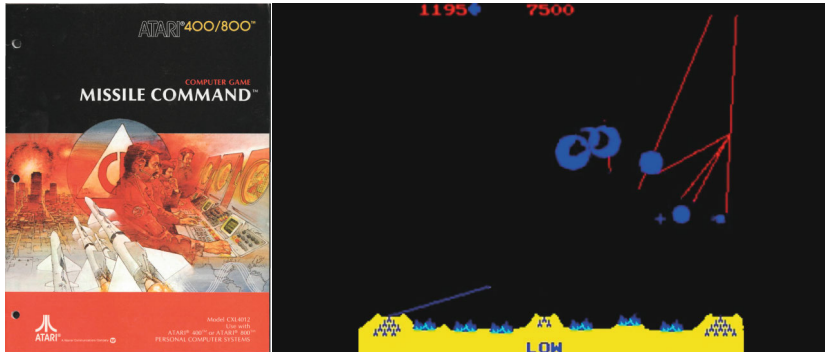 ATARI® 400/800™
COMPUTER GAME
MISSILE COMMAND™
Model CXL4012
Use with
ATARI® 400™ or ATARI® 800™
PERSONAL COMPUTER SYSTEMS
ATARI®
1195 7500
LOW